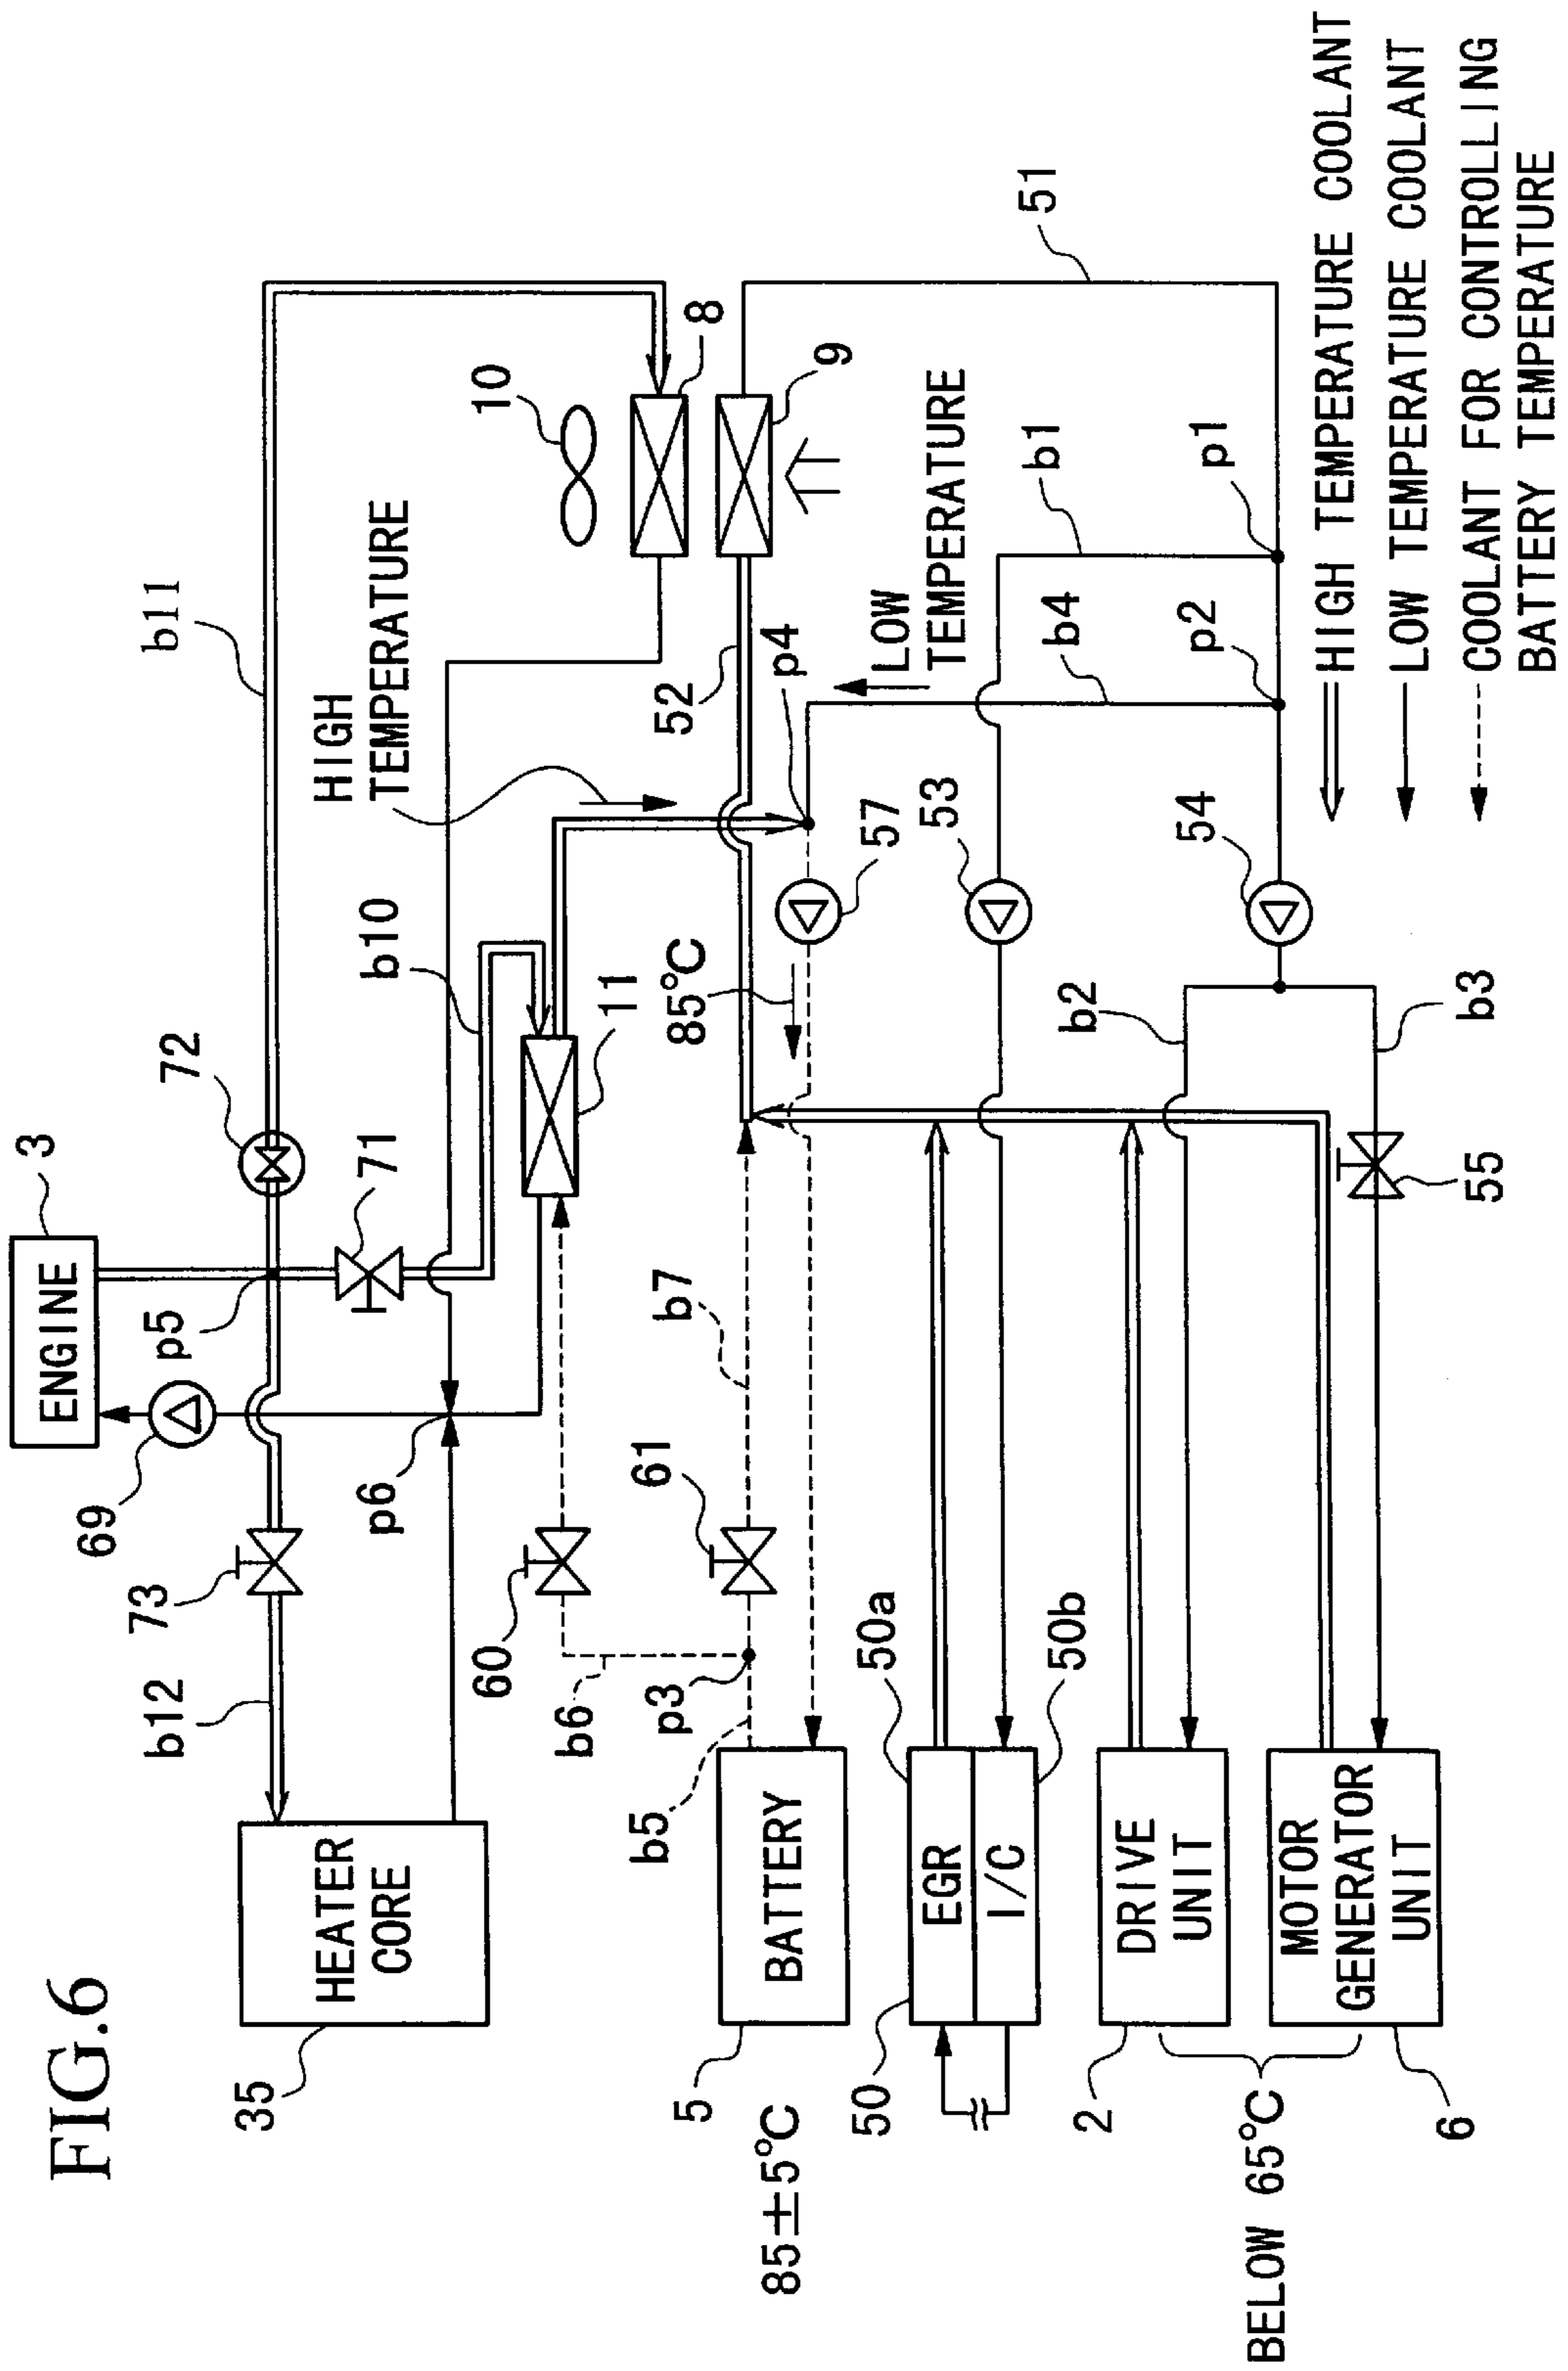 FIG.6
35
HEATER
CORE
b12
73
69
ENGINE
3
p5
71
72
b11
p6
b10
11
HIGH
TEMPERATURE
10
8
9
52
60
61
b6
b7
p3
b5
85°C
57
p4
LOW
TEMPERATURE
51
5
85±5°C
BATTERY
50
50a
EGR
I/C
50b
53
b4
b1
2
DRIVE
UNIT
b2
54
p2
p1
BELOW 65°C
6
MOTOR
GENERATOR
UNIT
55
b3
HIGH TEMPERATURE COOLANT
LOW TEMPERATURE COOLANT
COOLANT FOR CONTROLLING
BATTERY TEMPERATURE